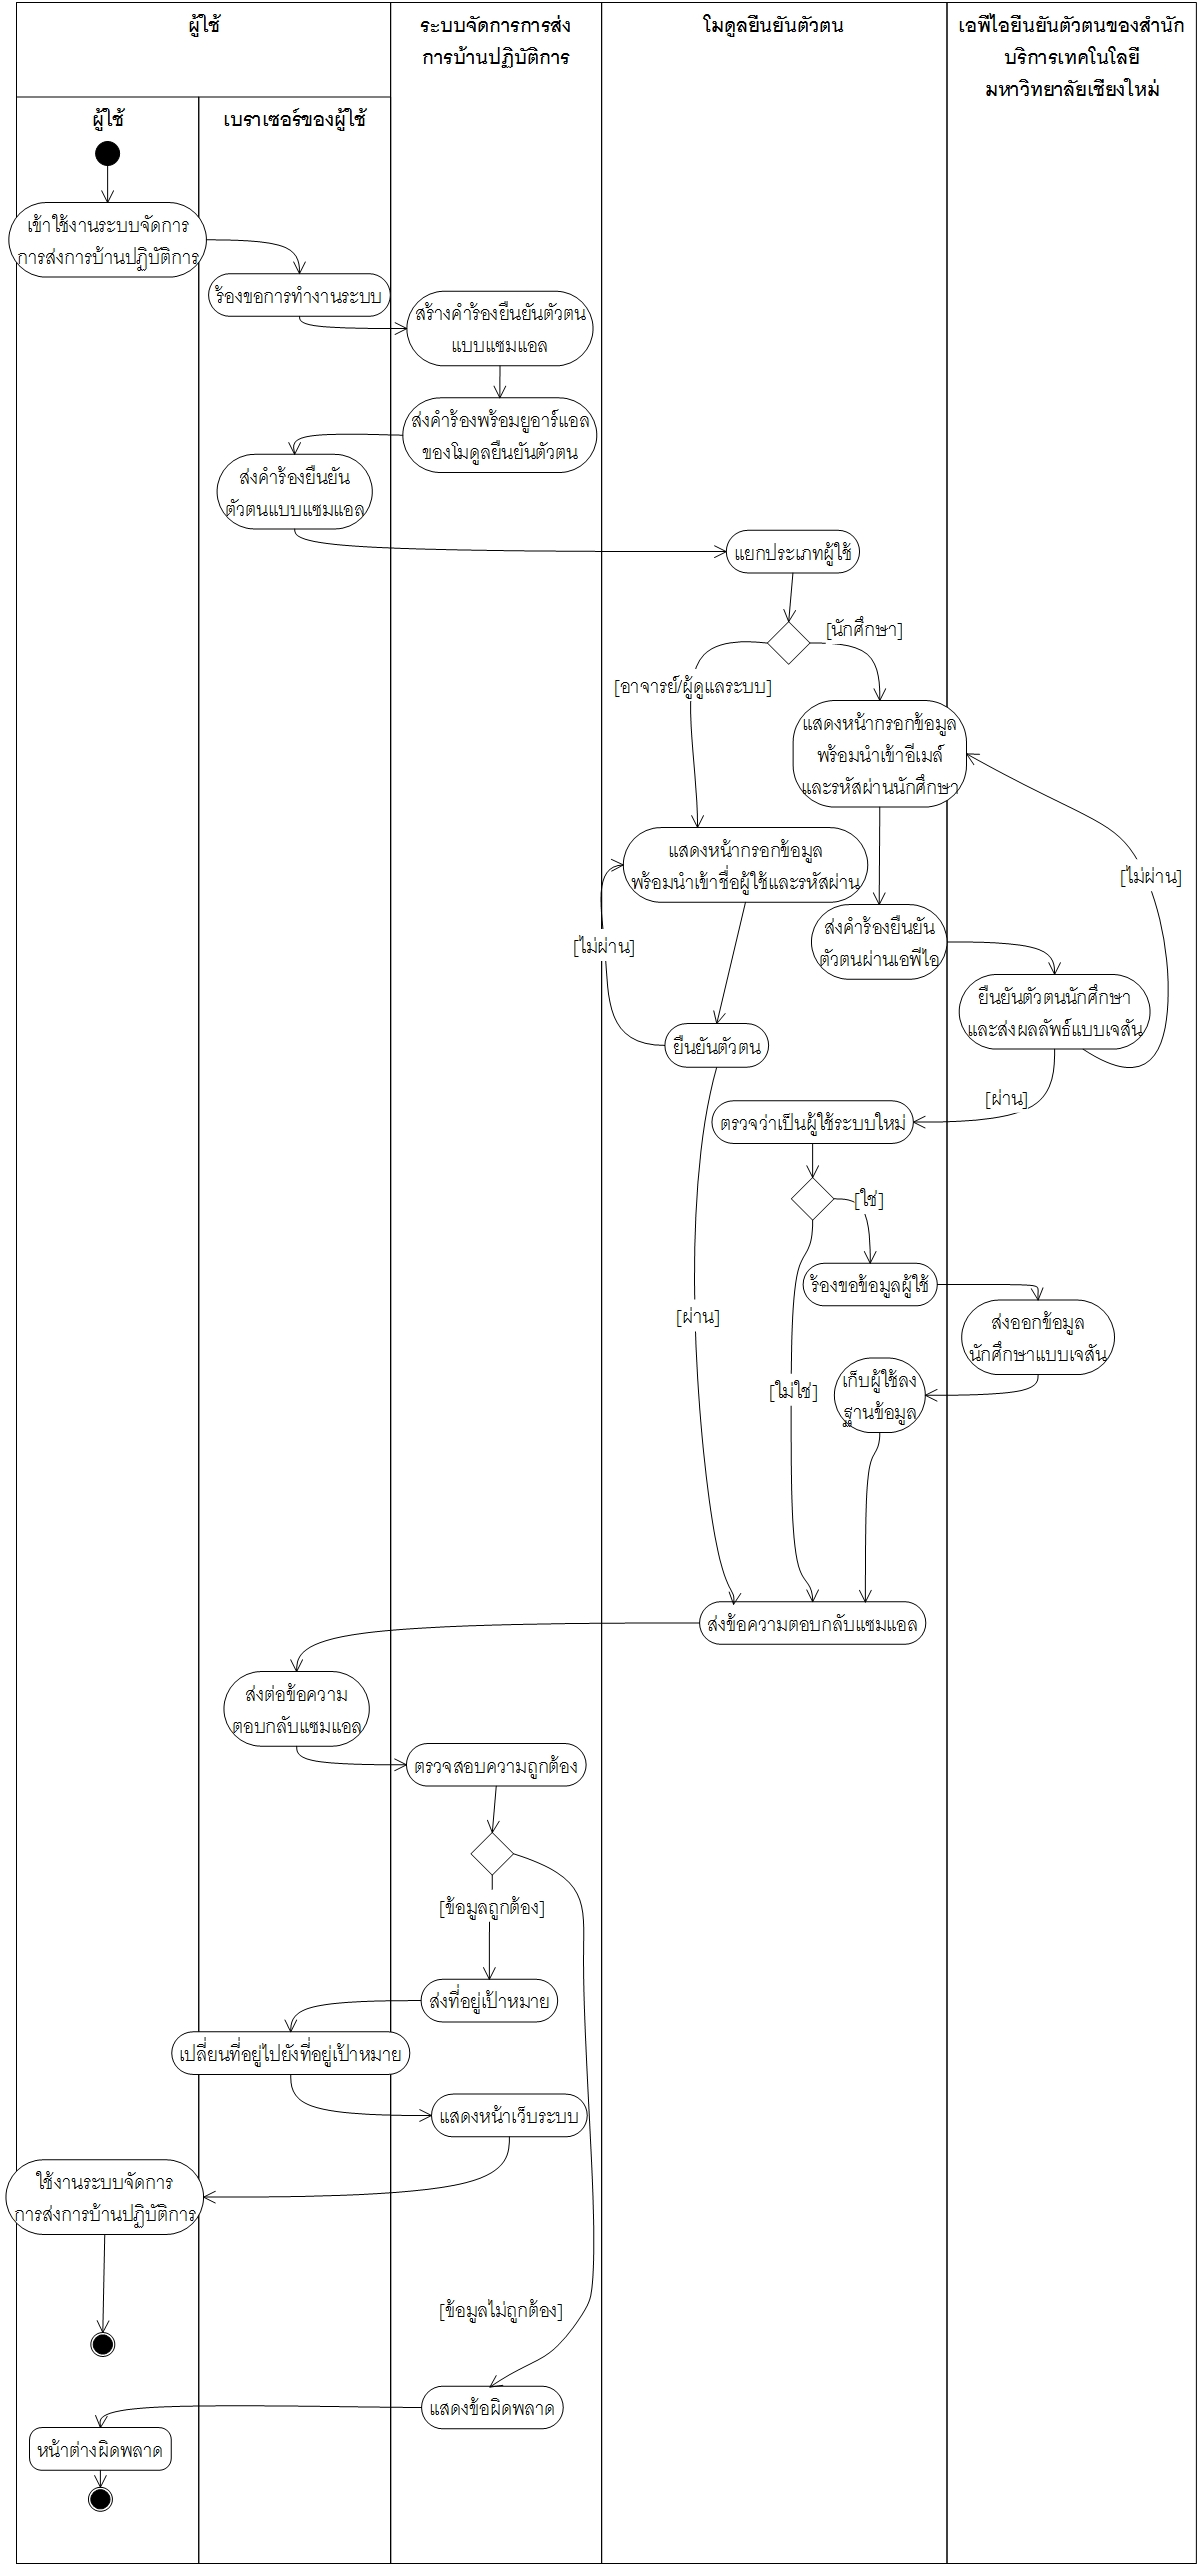 ผู้ใช้
ระบบจัดการการส่ง
การบ้านปฏิบัติการ
โมดูลยืนยันตัวตน
เอพีไอยืนยันตัวตนของสำนัก
บริการเทคโนโลยี
มหาวิทยาลัยเชียงใหม่
ผู้ใช้
เบราเซอร์ของผู้ใช้
เข้าใช้งานระบบจัดการ
การส่งการบ้านปฏิบัติการ
ร้องขอการทำงานระบบ
สร้างคำร้องยืนยันตัวตน
แบบแซมแอล
ส่งคำร้องพร้อมยูอาร์แอล
ของโมดูลยืนยันตัวตน
ส่งคำร้องยืนยัน
ตัวตนแบบแซมแอล
แยกประเภทผู้ใช้
[นักศึกษา]
[อาจารย์/ผู้ดูแลระบบ]
แสดงหน้ากรอกข้อมูล
พร้อมนำเข้าอีเมล์
และรหัสผ่านนักศึกษา
แสดงหน้ากรอกข้อมูล
พร้อมนำเข้าชื่อผู้ใช้และรหัสผ่าน
[ไม่ผ่าน]
ส่งคำร้องยืนยัน
ตัวตนผ่านเอพีไอ
[ไม่ผ่าน]
ยืนยันตัวตนนักศึกษา
และส่งผลลัพธ์แบบเจสัน
ยืนยันตัวตน
[ผ่าน]
ตรวจว่าเป็นผู้ใช้ระบบใหม่
[ใช่]
ร้องขอข้อมูลผู้ใช้
[ผ่าน]
ส่งออกข้อมูล
นักศึกษาแบบเจสัน
[ไม่ใช่]
เก็บผู้ใช้ลง
ฐานข้อมูล
ส่งข้อความตอบกลับแซมแอล
ส่งต่อข้อความ
ตอบกลับแซมแอล
ตรวจสอบความถูกต้อง
[ข้อมูลถูกต้อง]
ส่งที่อยู่เป้าหมาย
เปลี่ยนที่อยู่ไปยังที่อยู่เป้าหมาย
แสดงหน้าเว็บระบบ
ใช้งานระบบจัดการ
การส่งการบ้านปฏิบัติการ
[ข้อมูลไม่ถูกต้อง]
แสดงข้อผิดพลาด
หน้าต่างผิดพลาด